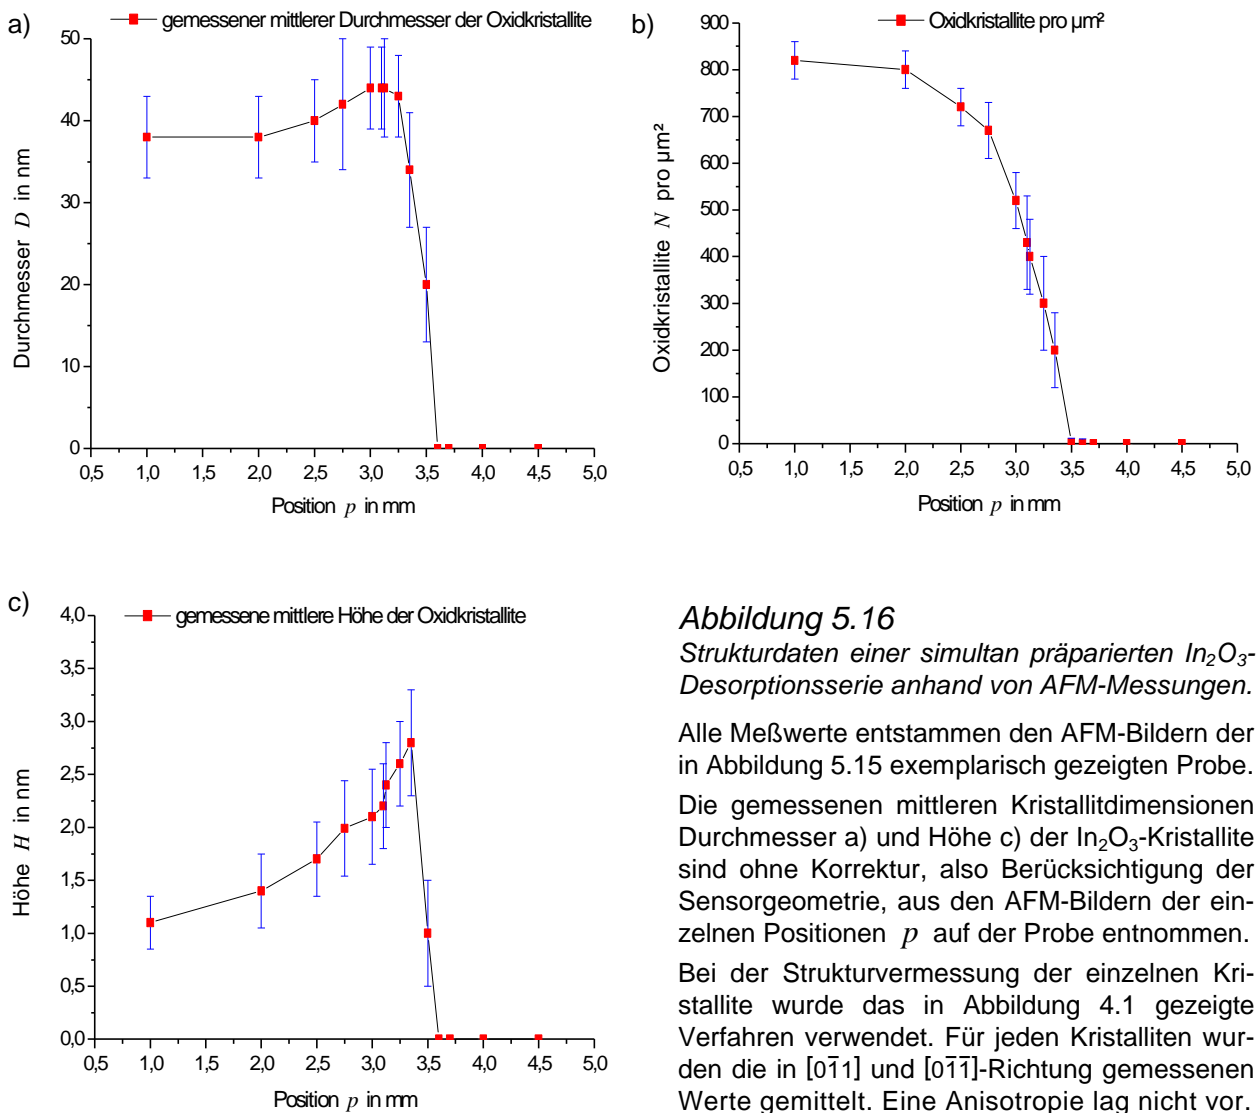 a)
gemessener mittlerer Durchmesser der Oxidkristallite
50
40
30
20
10
0
Durchmesser D in nm
0,5 1,0 1,5 2,0 2,5 3,0 3,5 4,0 4,5 5,0
Position p in mm
b)
Oxidkristallite pro µm²
900
800
700
600
500
400
300
200
100
0
Oxidkristallite N pro µm²
0,5 1,0 1,5 2,0 2,5 3,0 3,5 4,0 4,5 5,0
Position p in mm
c)
gemessene mittlere Höhe der Oxidkristallite
4,0
3,5
3,0
2,5
2,0
1,5
1,0
0,5
0,0
Höhe H in nm
0,5 1,0 1,5 2,0 2,5 3,0 3,5 4,0 4,5 5,0
Position p in mm
Abbildung 5.16
Strukturdaten einer simultan präparierten In₂O₃-
Desorptionsserie anhand von AFM-Messungen.
Alle Meßwerte entstammen den AFM-Bildern der
in Abbildung 5.15 exemplarisch gezeigten Probe.
Die gemessenen mittleren Kristallitdimensionen
Durchmesser a) und Höhe c) der In₂O₃-Kristallite
sind ohne Korrektur, also Berücksichtigung der
Sensorgeometrie, aus den AFM-Bildern der ein-
zelnen Positionen p auf der Probe entnommen.
Bei der Strukturvermessung der einzelnen Kri-
stallite wurde das in Abbildung 4.1 gezeigte
Verfahren verwendet. Für jeden Kristalliten wur-
den die in [01̅1] und [01̅1̅]-Richtung gemessenen
Werte gemittelt. Eine Anisotropie lag nicht vor.